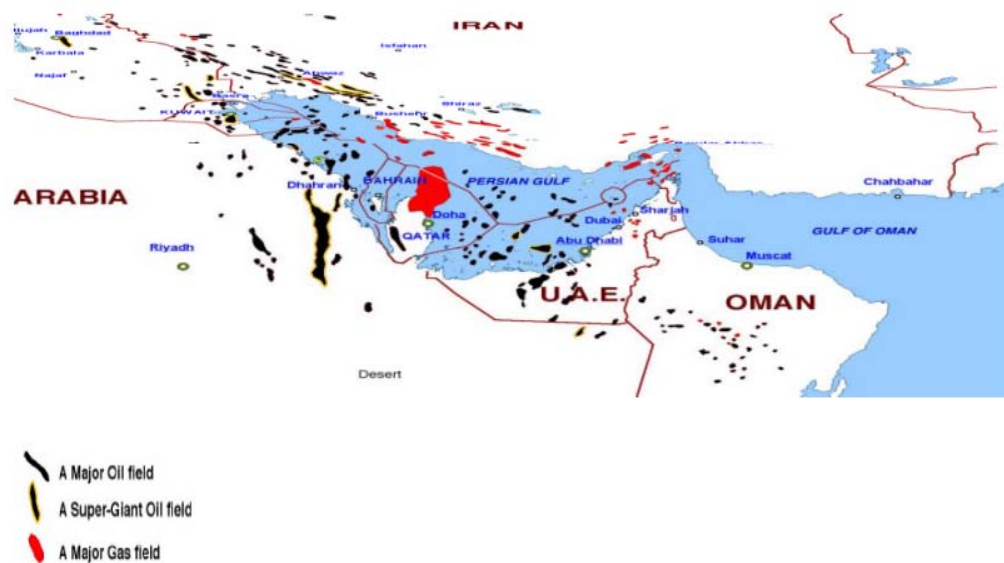 IRAN
Baghdad
Isfahan
Karbala
Najaf
Ahwaz
Basra
Shiraz
KUWAIT
Bushehr
Dhahran
BAHRAIN
PERSIAN GULF
Chahbahar
ARABIA
Doha
Sharjah
Dubai
QATAR
GULF OF OMAN
Riyadh
Abu Dhabi
Suhar
Muscat
U.A.E.
OMAN
Desert
A Major Oil field
A Super-Giant Oil field
A Major Gas field